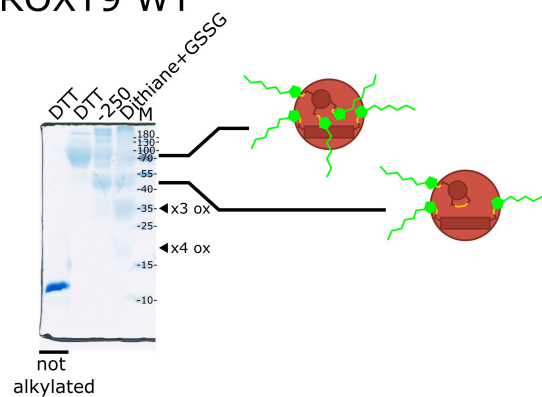 ROXY9 WT
DTT
DTT
-250
Dithiane+GSSG
M
-180-
-130-
-100-
-70-
-55-
-40-
-35-
-25-
-15-
-10-
◄x3 ox
◄x4 ox
not
alkylated